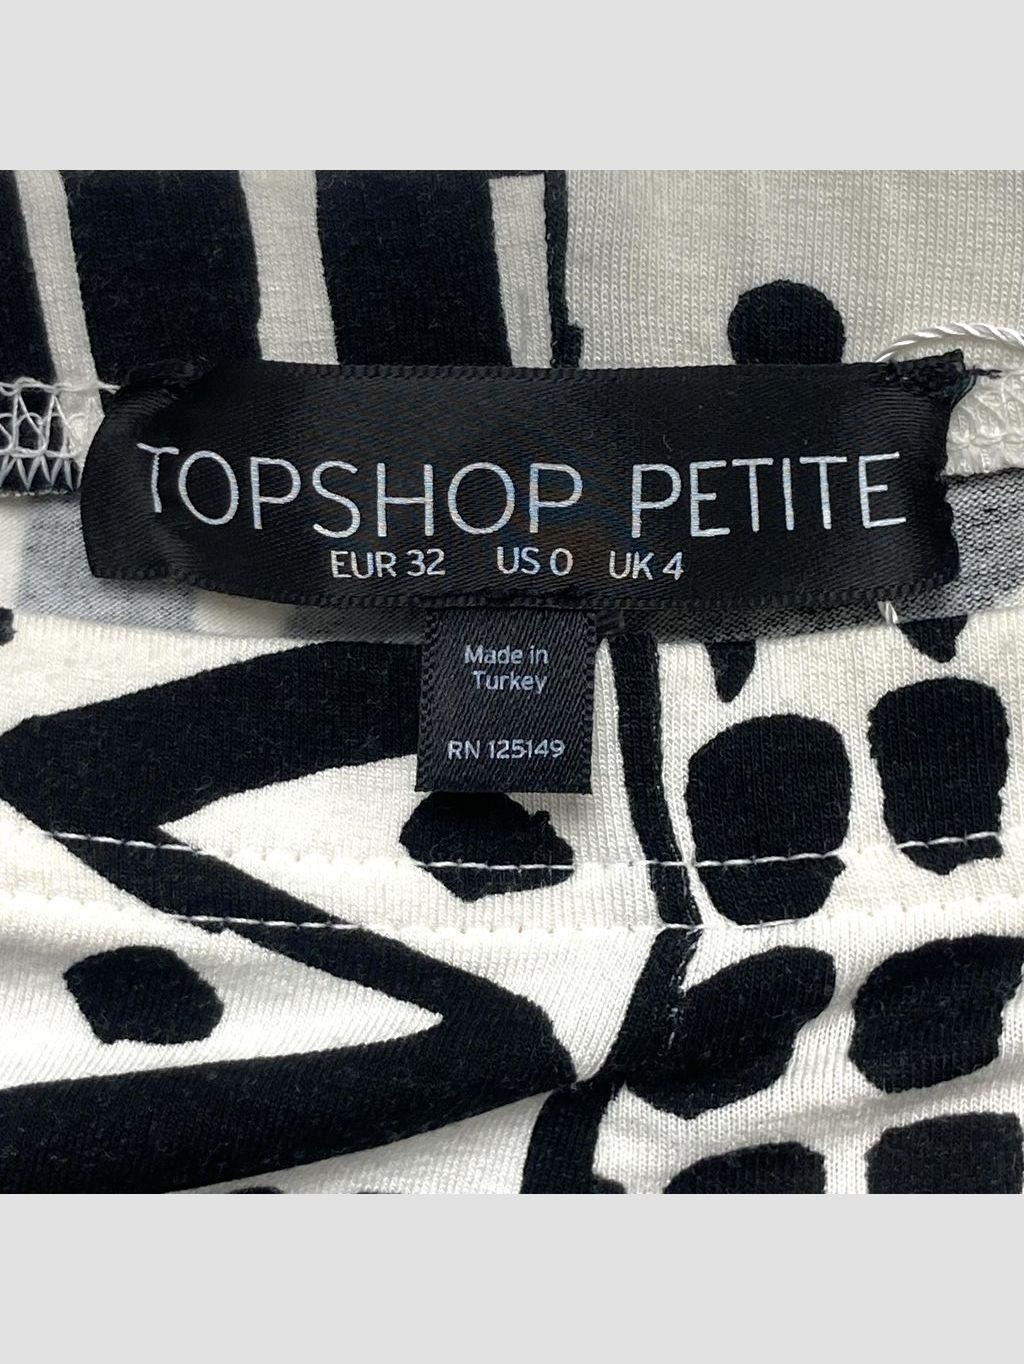 TOPSHOP PETITE
EUR 32 US 0 UK 4
Made in
Turkey
RN 125149